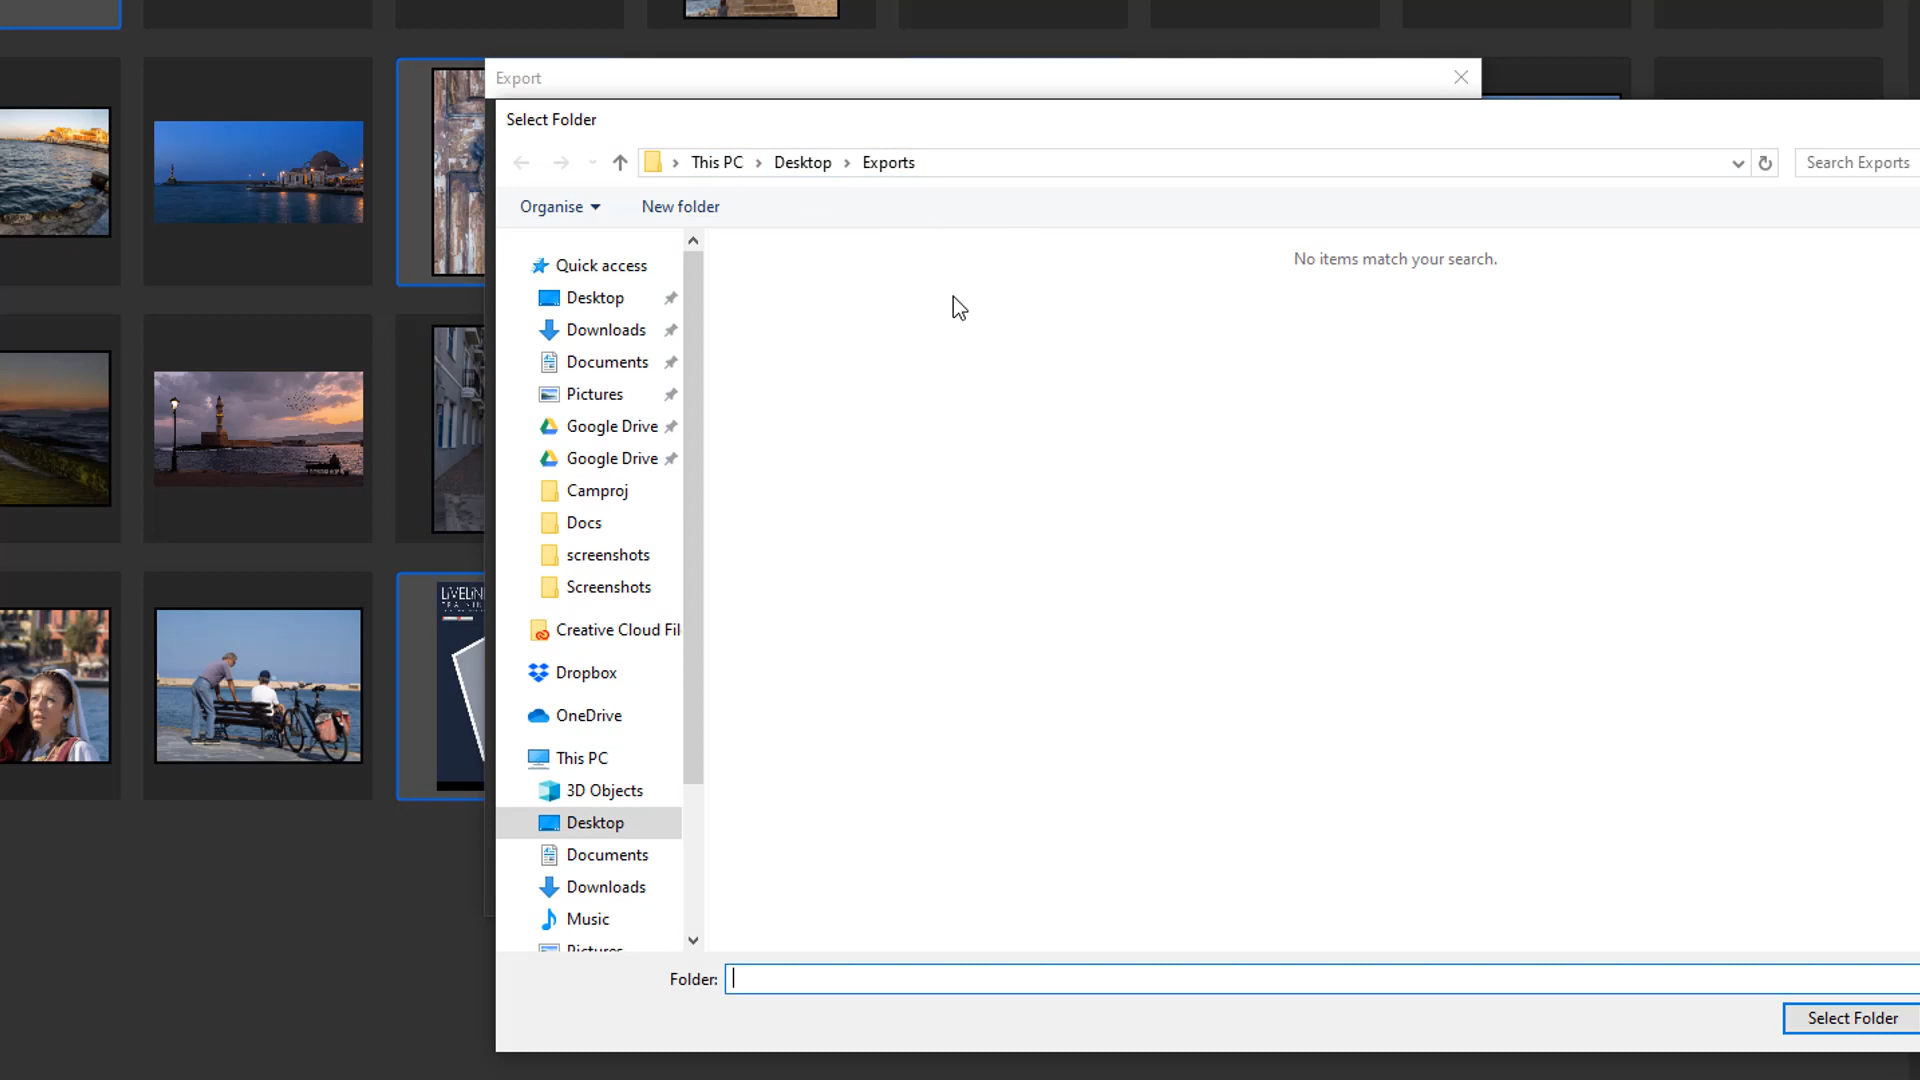 Export
Select Folder
This PC Desktop Exports
Search Exports
Organise New folder
No items match your search.
Quick access
Desktop
Downloads
Documents
Pictures
Google Drive
Google Drive
Camproj
Docs
screenshots
Screenshots
Creative Cloud Fil
Dropbox
OneDrive
This PC
3D Objects
Desktop
Documents
Downloads
Music
Pictures
Folder:
Select Folder